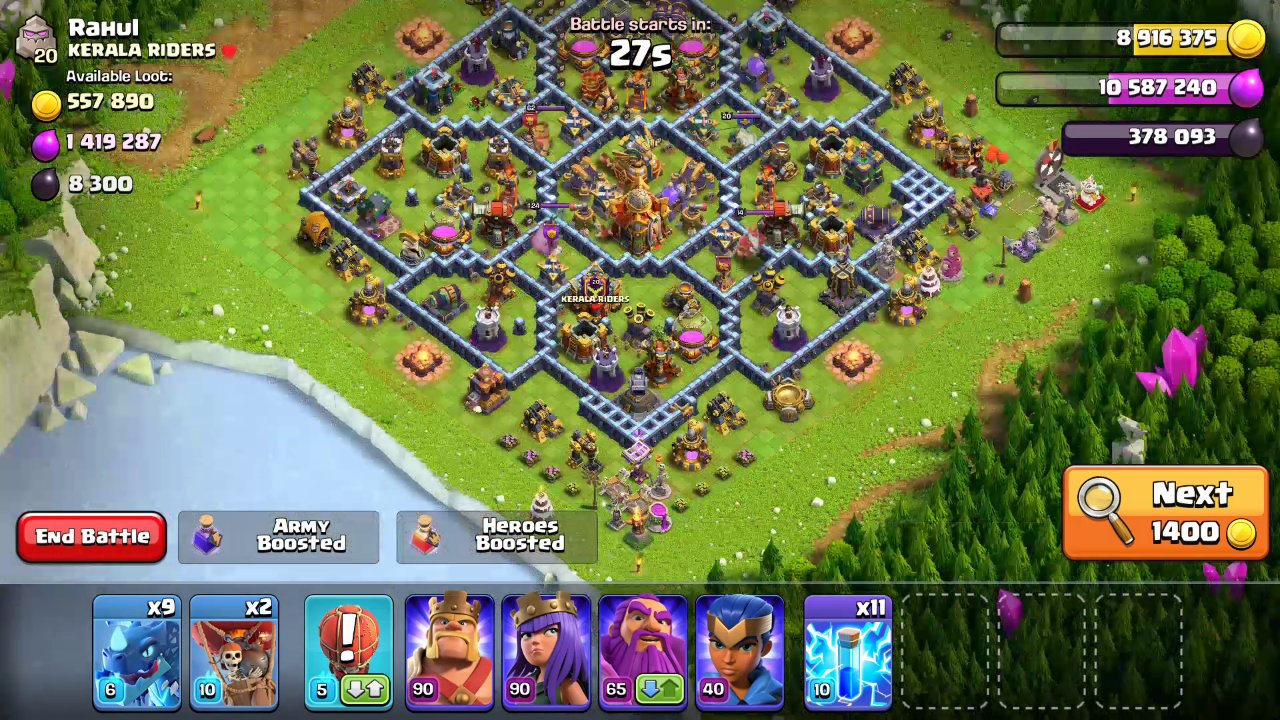 Rahul
20
KERALA RIDERS
Available Loot:
557 890
1 419 287
8 300
Battle starts in:
27s
8 916 375
10 587 240
378 093
KERALA RIDERS
Next
1400
End Battle
Army Boosted
Heroes Boosted
x9
6
x2
10
!
5
90
90
65
40
x11
10